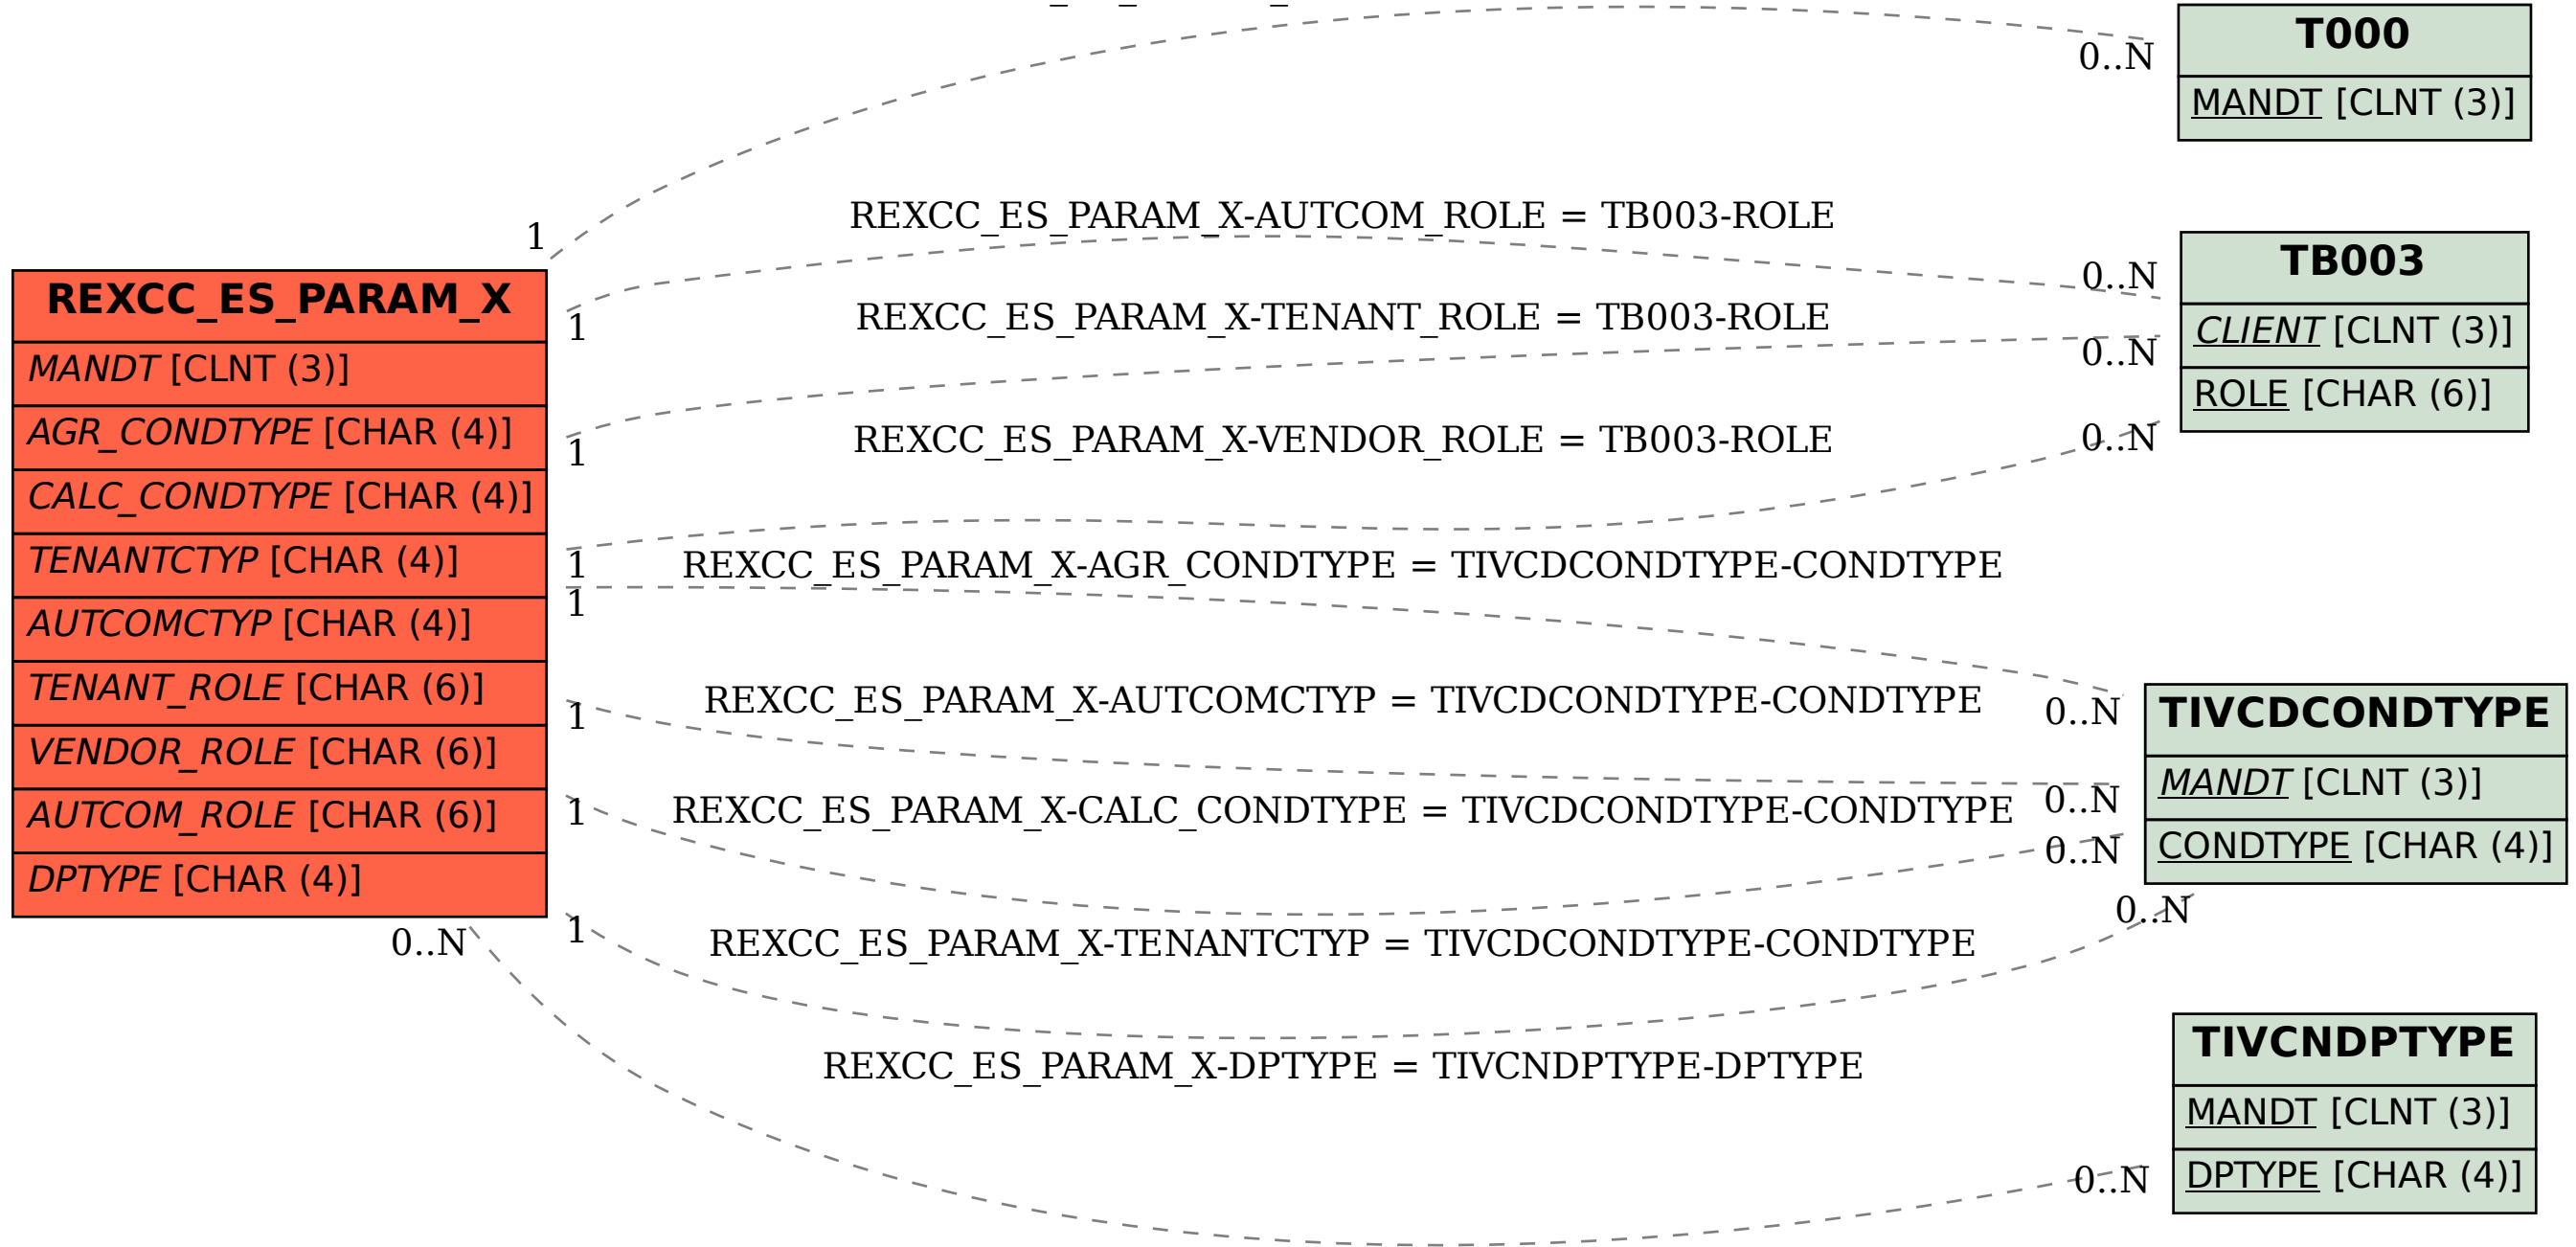 T000
0..N
MANDT [CLNT (3)]
REXCC_ES_PARAM_X-AUTCOM_ROLE = TB003-ROLE
1
TB003
0..N
REXCC_ES_PARAM_X
CLIENT [CLNT (3)]
REXCC_ES_PARAM_X-TENANT_ROLE = TB003-ROLE
1
0..N
MANDT [CLNT (3)]
ROLE [CHAR (6)]
AGR_CONDTYPE [CHAR (4)]
REXCC_ES_PARAM_X-VENDOR_ROLE = TB003-ROLE
0..N
1
CALC_CONDTYPE [CHAR (4)]
TENANTCTYP [CHAR (4)]
1
REXCC_ES_PARAM_X-AGR_CONDTYPE = TIVCDCONDTYPE-CONDTYPE
1
AUTCOMCTYP [CHAR (4)]
TENANT_ROLE [CHAR (6)]
REXCC_ES_PARAM_X-AUTCOMCTYP = TIVCDCONDTYPE-CONDTYPE
0..N
TIVCDCONDTYPE
1
VENDOR_ROLE [CHAR (6)]
MANDT [CLNT (3)]
0..N
AUTCOM_ROLE [CHAR (6)]
1
REXCC_ES_PARAM_X-CALC_CONDTYPE = TIVCDCONDTYPE-CONDTYPE
0..N
CONDTYPE [CHAR (4)]
DPTYPE [CHAR (4)]
0..N
1
0..N
REXCC_ES_PARAM_X-TENANTCTYP = TIVCDCONDTYPE-CONDTYPE
TIVCNDPTYPE
REXCC_ES_PARAM_X-DPTYPE = TIVCNDPTYPE-DPTYPE
MANDT [CLNT (3)]
0..N
DPTYPE [CHAR (4)]